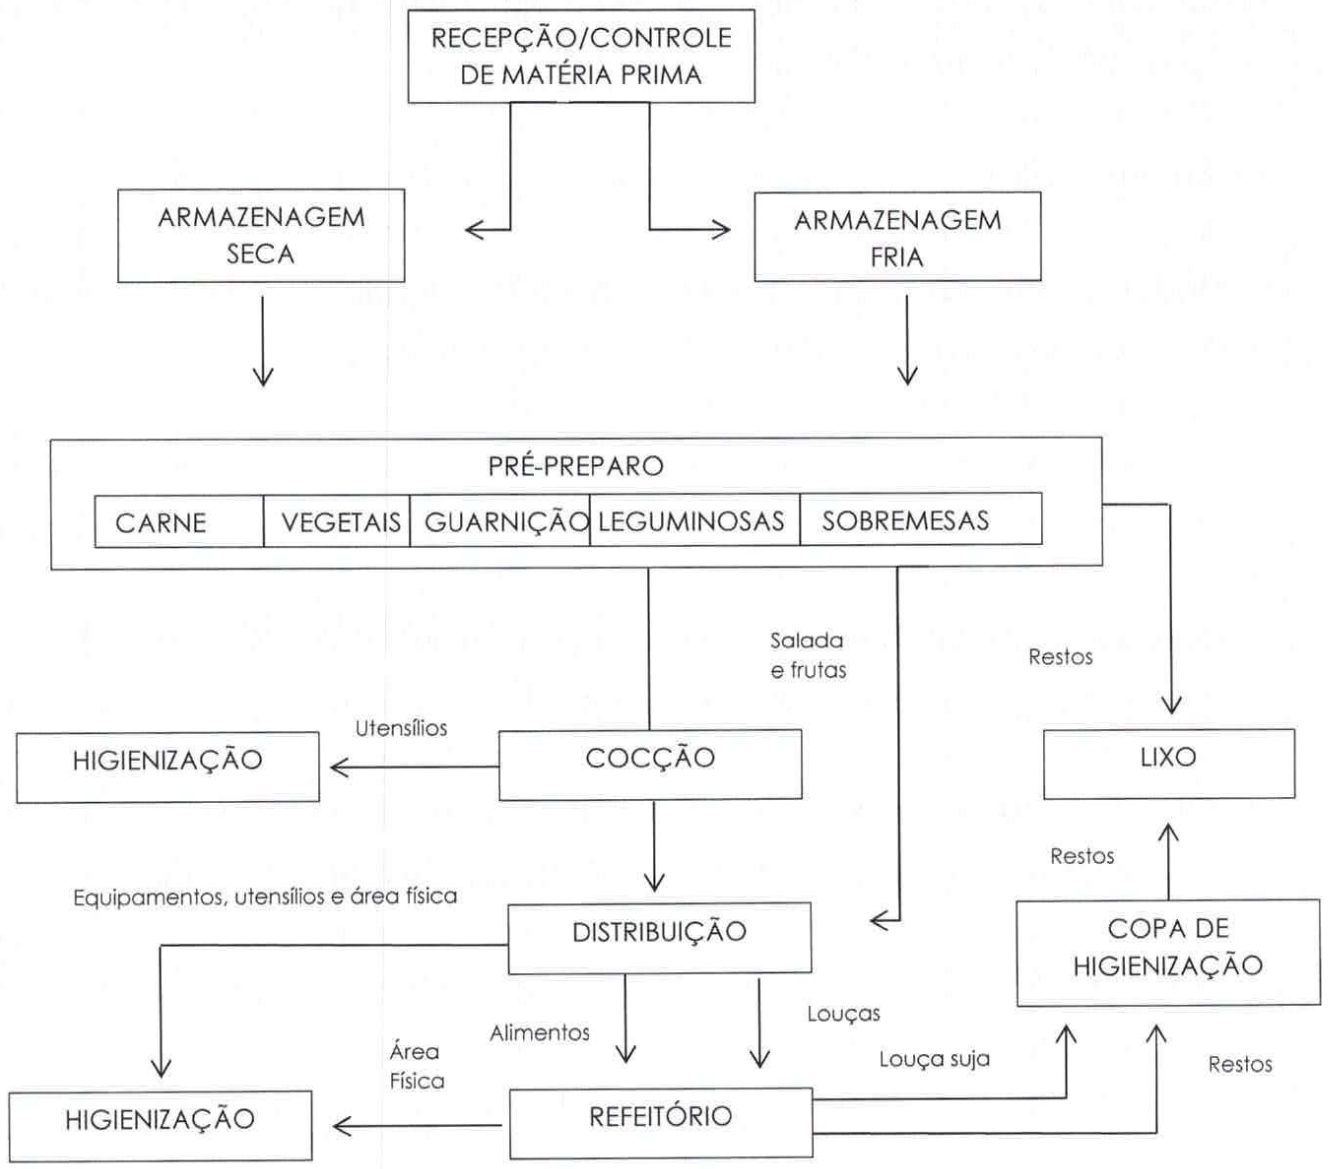 RECEPÇÃO/CONTROLE
DE MATÉRIA PRIMA
ARMAZENAGEM
SECA
ARMAZENAGEM
FRIA
PRÉ-PREPARO
CARNE
VEGETAIS
GUARNIÇÃO
LEGUMINOSAS
SOBREMESAS
Salada
e frutas
Restos
Utensílios
HIGIENIZAÇÃO
COCÇÃO
LIXO
Restos
Equipamentos, utensílios e área física
DISTRIBUIÇÃO
COPA DE
HIGIENIZAÇÃO
Louças
Alimentos
Área
Física
Louça suja
Restos
HIGIENIZAÇÃO
REFEITÓRIO